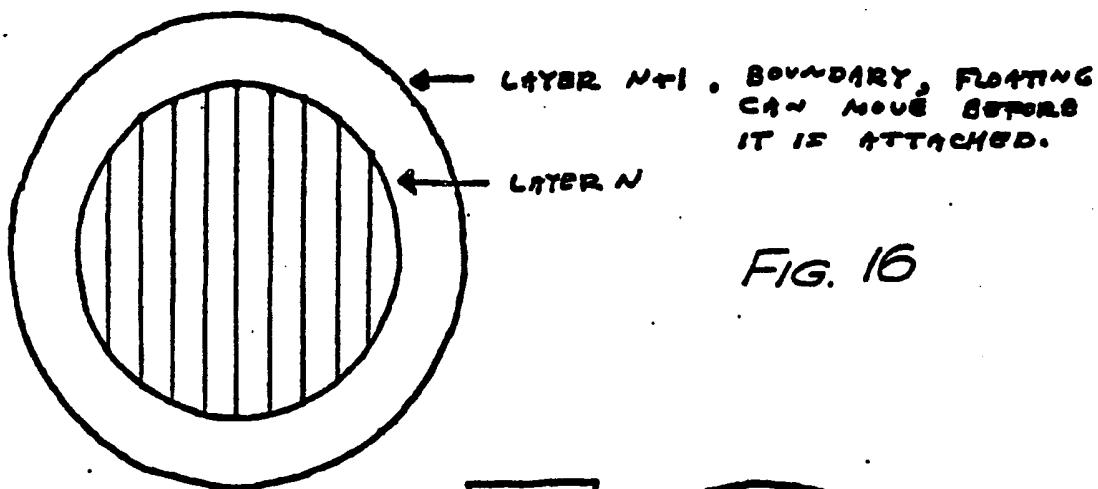 LAYER N+1. BOUNDARY, FLOATING
CAN MOVE BEFORE
IT IS ATTACHED.
LAYER N
FIG. 16